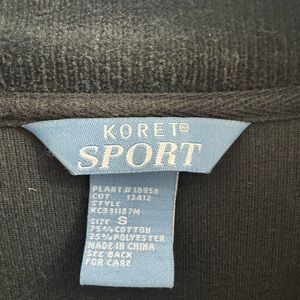 KORET®
SPORT
PLANT# 18956
CUT 13412
STYLE
KC331187M
SIZE S
75% COTTON
25% POLYESTER
MADE IN CHINA
SEE BACK
FOR CARE